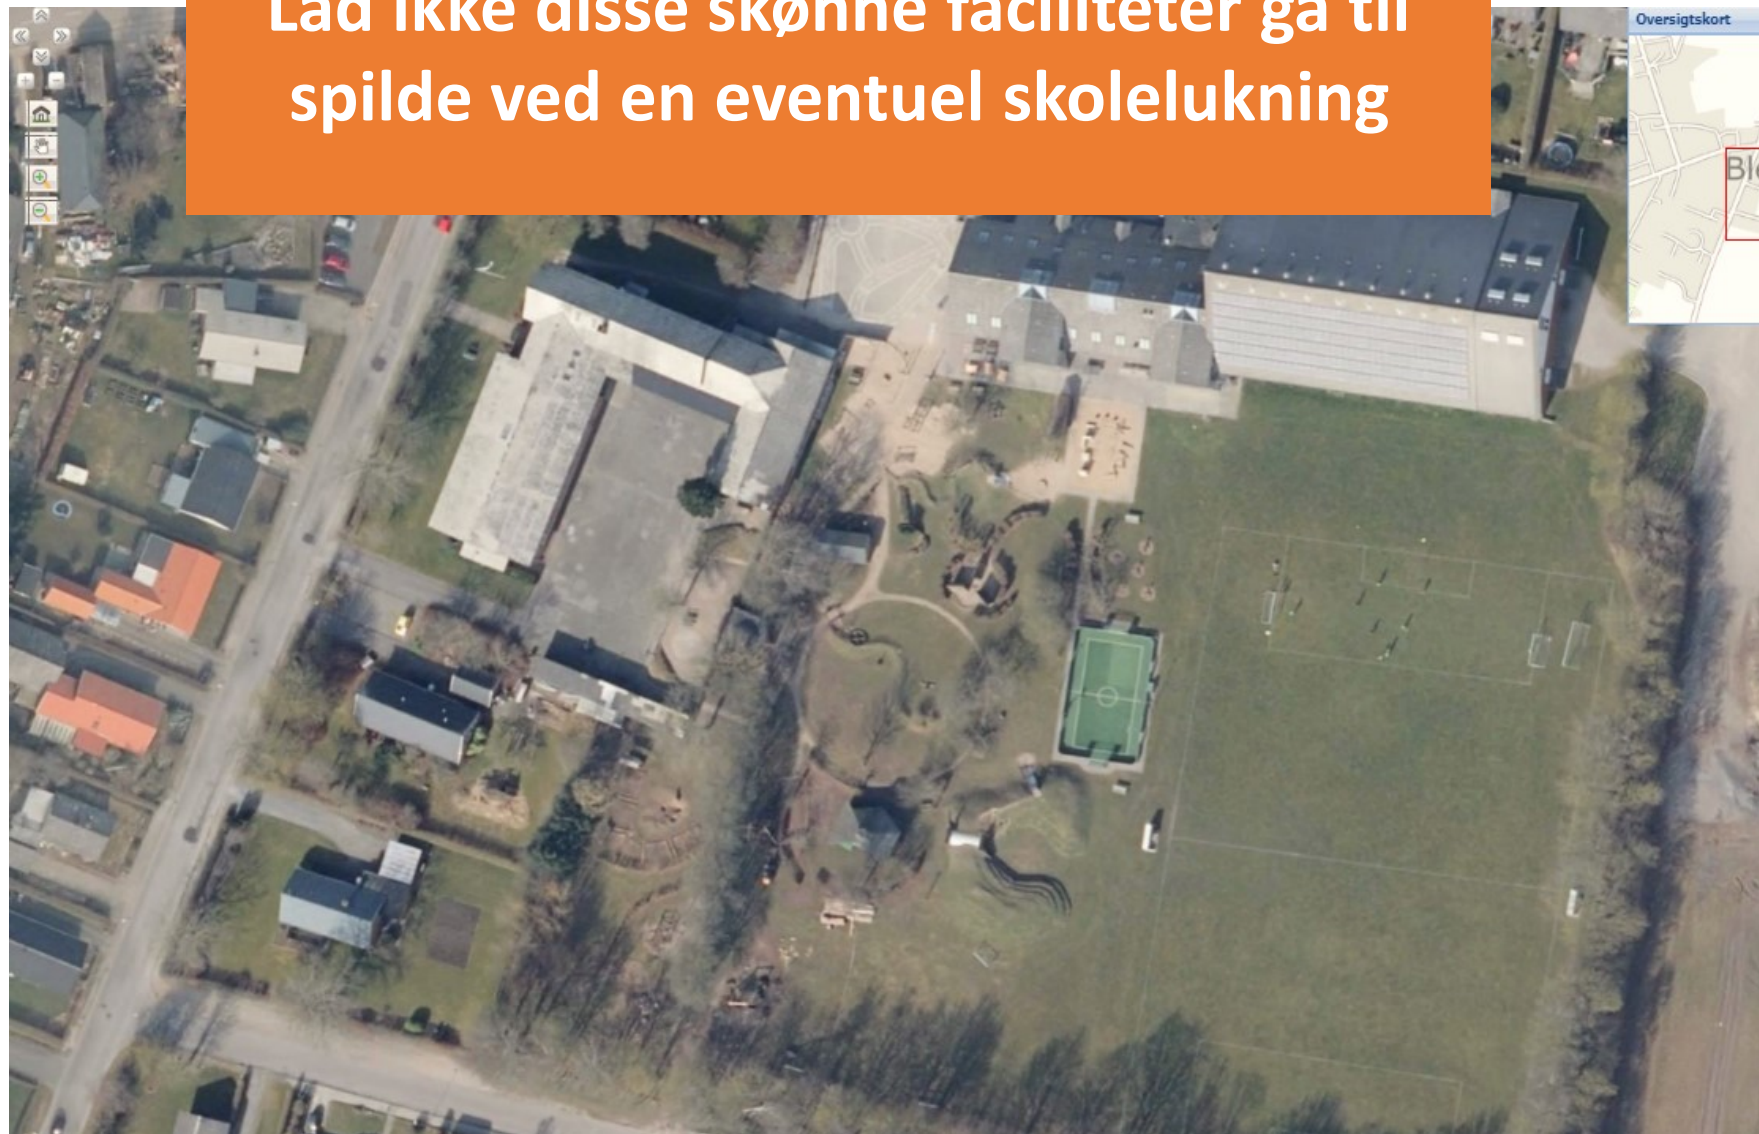 Lad ikke disse skønne faciliteter gå til
spilde ved en eventuel skolelukning
Oversigtskort